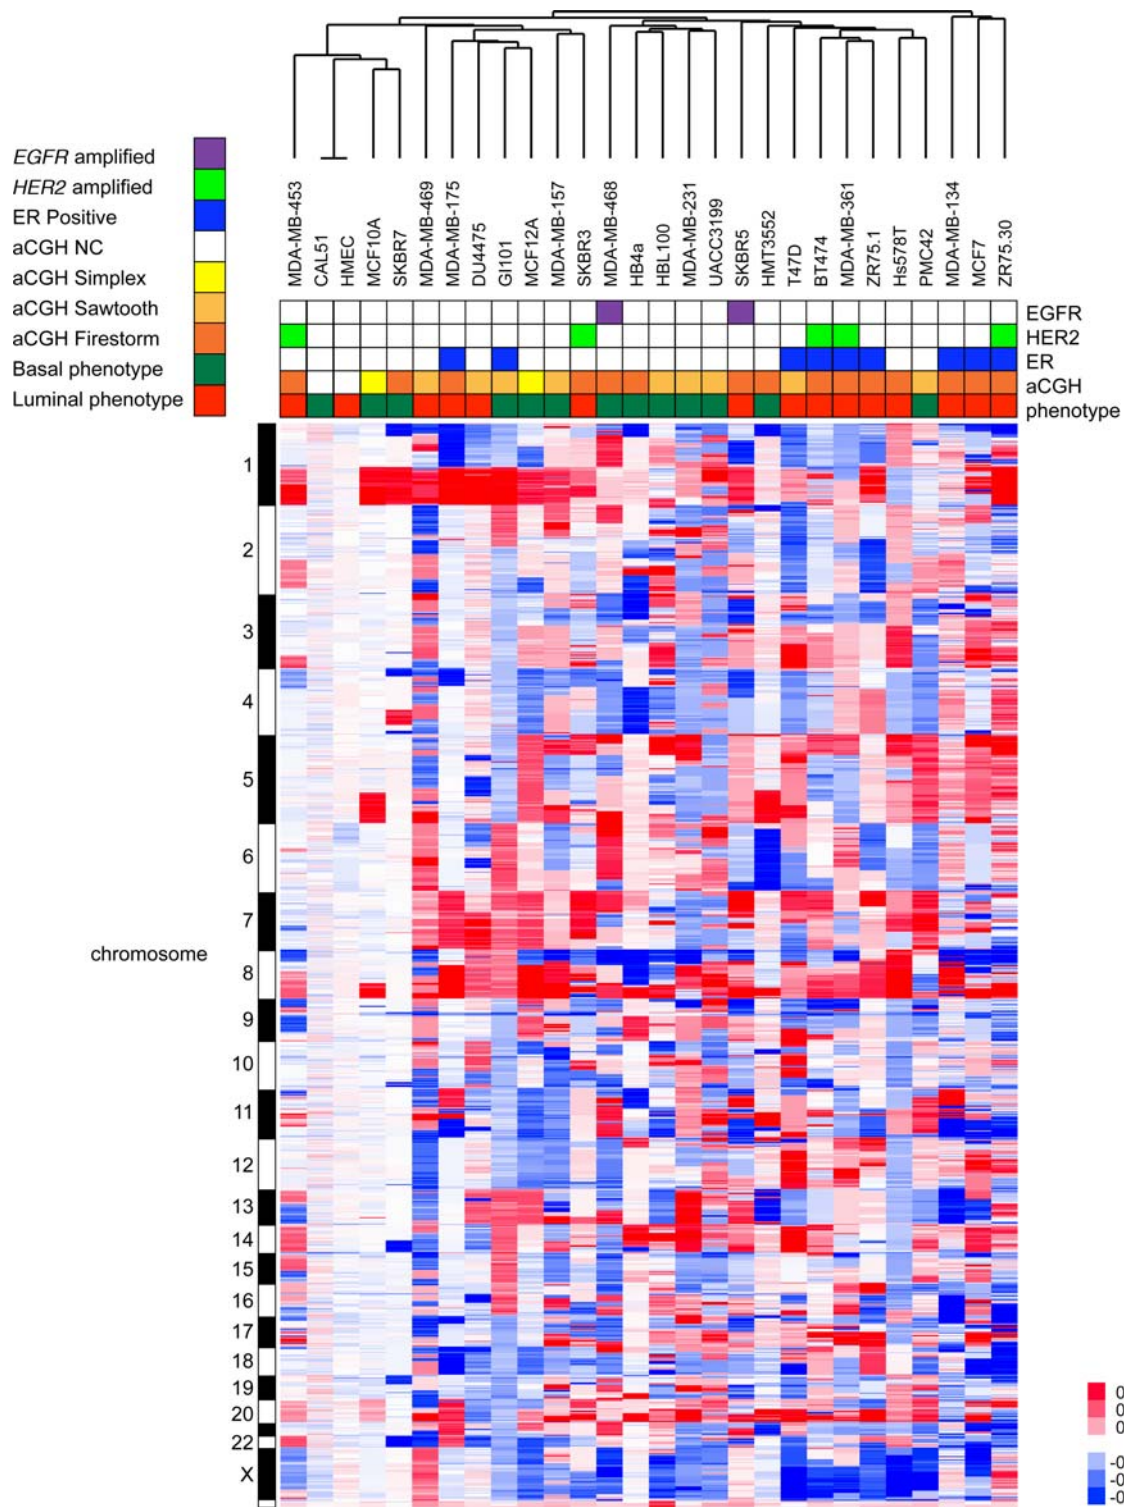 EGFR amplified
HER2 amplified
ER Positive
aCGH NC
aCGH Simplex
aCGH Sawtooth
aCGH Firestorm
Basal phenotype
Luminal phenotype
MDA-MB-453
CAL51
HMEC
MCF10A
SKBR7
MDA-MB-469
MDA-MB-175
DU4475
GI101
MCF12A
MDA-MB-157
SKBR3
MDA-MB-468
HB4a
HBL100
MDA-MB-231
UACC3199
SKBR5
HMT3552
T47D
BT474
MDA-MB-361
ZR75.1
Hs578T
PMC42
MDA-MB-134
MCF7
ZR75.30
EGFR
HER2
ER
aCGH
phenotype
chromosome
1
2
3
4
5
6
7
8
9
10
11
12
13
14
15
16
17
18
19
20
22
X
0
0
0
-0
-0
-0